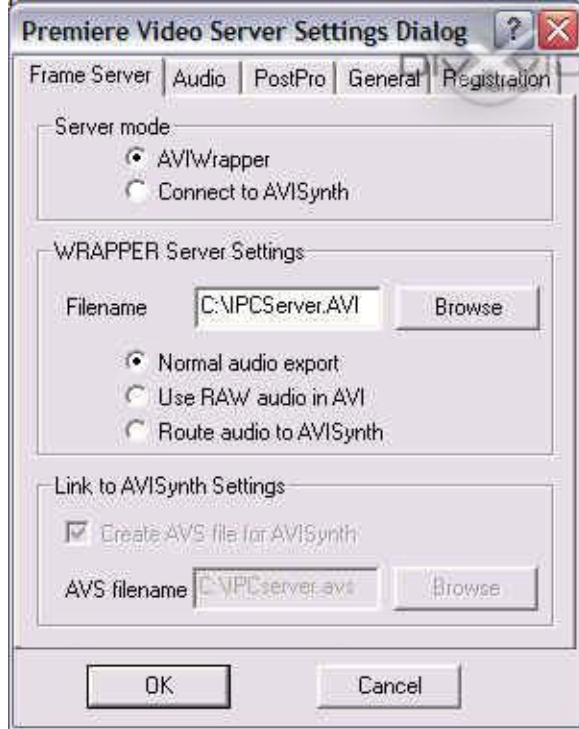 Premiere Video Server Settings Dialog
Frame Server Audio PostPro General Registration
Server mode
AVIWrapper
Connect to AVISynth
WRAPPER Server Settings
Filename C:\IPCServer.AVI Browse
Normal audio export
Use RAW audio in AVI
Route audio to AVISynth
Link to AVISynth Settings
Create AVS file for AVISynth
AVS filename C:\IPCserver.avs Browse
OK Cancel